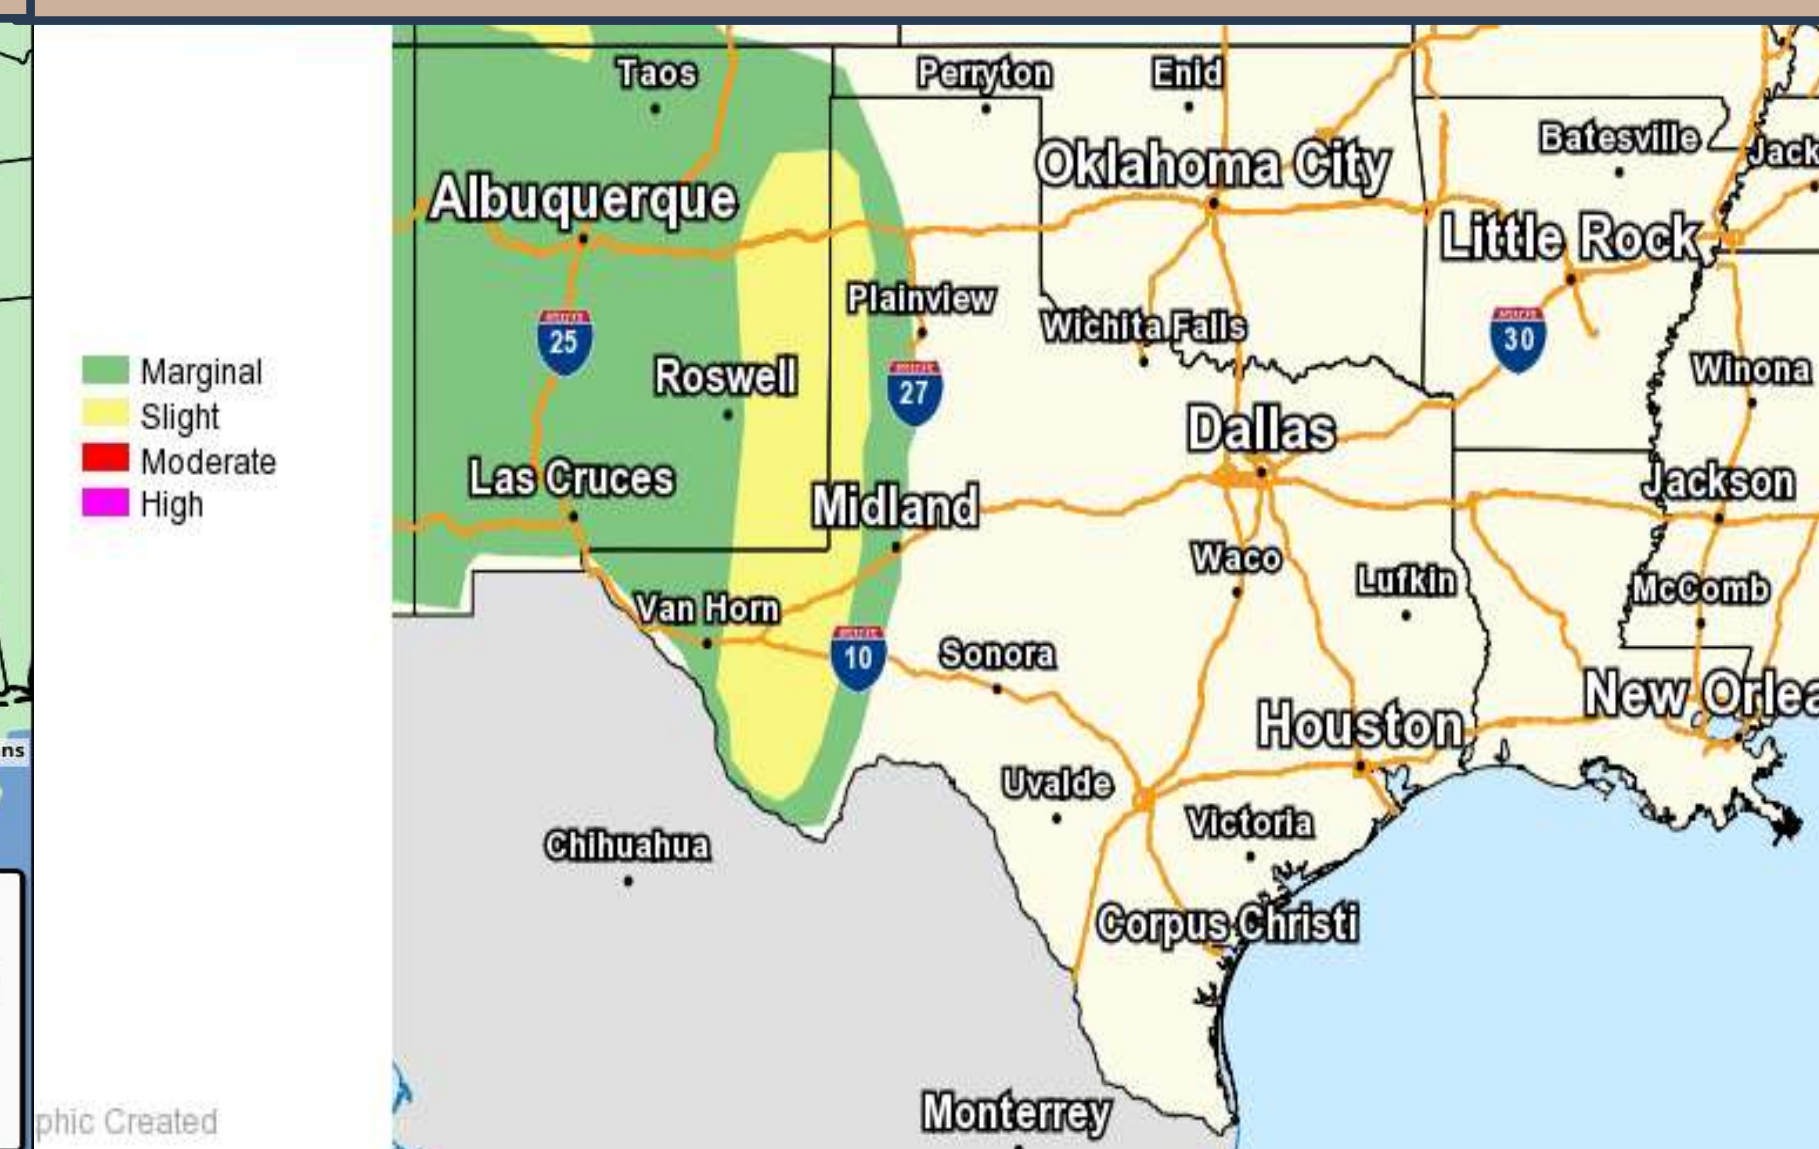 Taos
Perryton
Enid
Batesville
Jack
Oklahoma City
Albuquerque
Little Rock
Plainview
Wichita Falls
25
30
Marginal
Roswell
27
Winona
Slight
Dallas
Moderate
Las Cruces
Jackson
High
Midland
Waco
Lufkin
McComb
Van Horn
10
Sonora
New Orlea
Houston
ns
Uvalde
Victoria
Chihuahua
Corpus Christi
Monterrey
phic Created